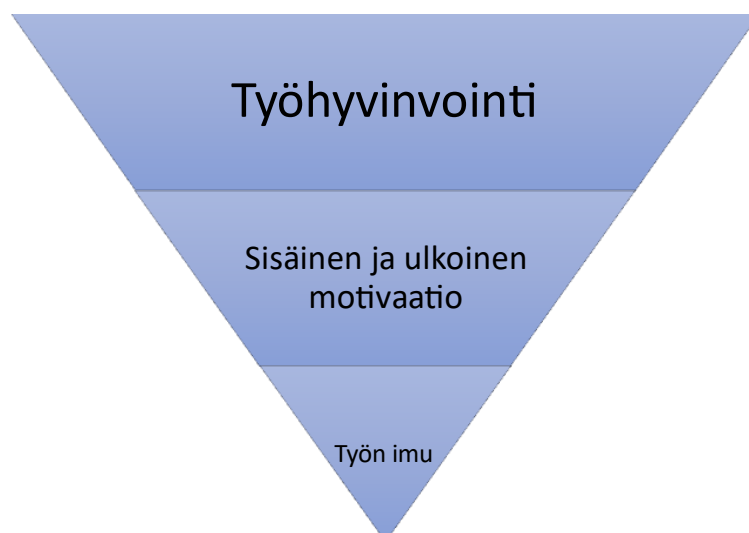 Työhyvinvointi
Sisäinen ja ulkoinen
motivaatio
Työn imu